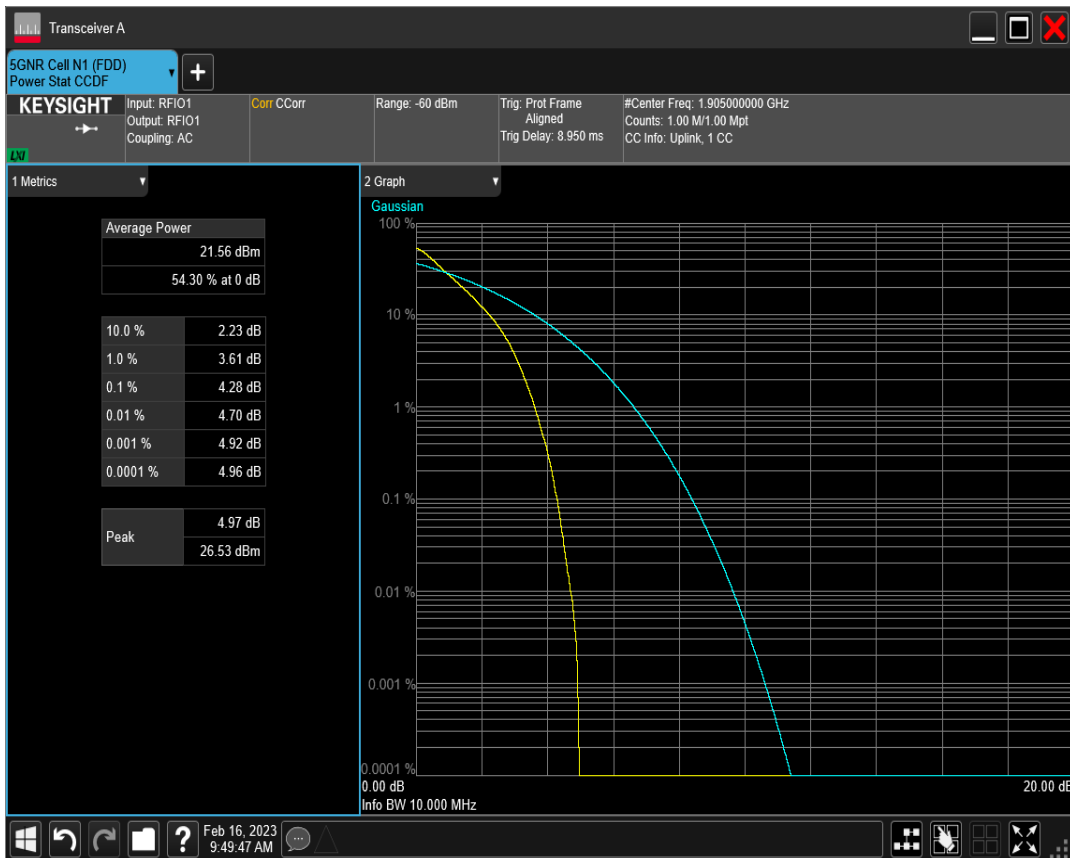 Transceiver A
5GNR Cell N1 (FDD)
Power Stat CCDF
+
KEYSIGHT
LXI
Input: RFIO1
Output: RFIO1
Coupling: AC
Corr CCorr
Range: -60 dBm
Trig: Prot Frame
Aligned
Trig Delay: 8.950 ms
#Center Freq: 1.905000000 GHz
Counts: 1.00 M/1.00 Mpt
CC Info: Uplink, 1 CC
1 Metrics
Average Power
21.56 dBm
54.30 % at 0 dB
10.0 % 2.23 dB
1.0 % 3.61 dB
0.1 % 4.28 dB
0.01 % 4.70 dB
0.001 % 4.92 dB
0.0001 % 4.96 dB
Peak
4.97 dB
26.53 dBm
2 Graph
Gaussian
100 %
10 %
1 %
0.1 %
0.01 %
0.001 %
0.0001 %
0.00 dB 20.00 dB
Info BW 10.000 MHz
?
Feb 16, 2023
9:49:47 AM